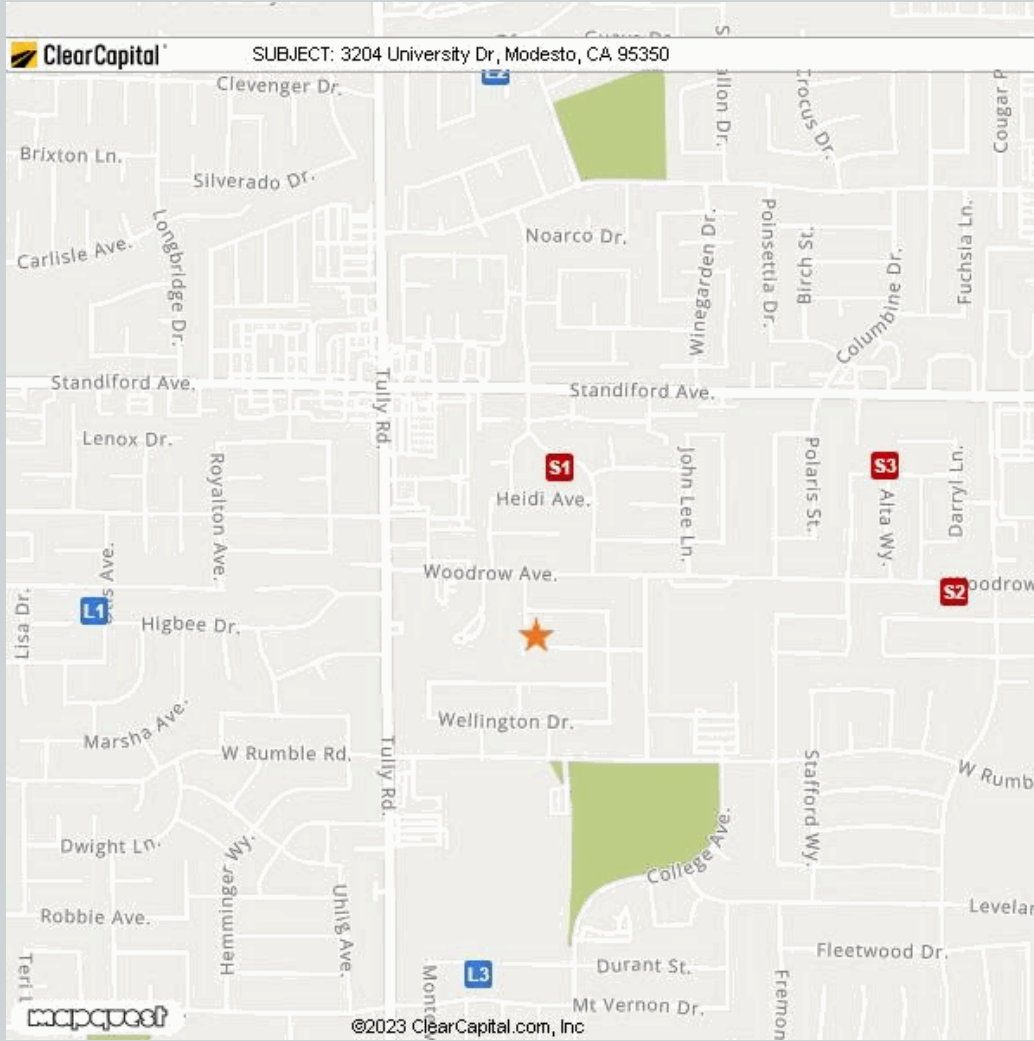 ClearCapital
SUBJECT: 3204 University Dr, Modesto, CA 95350
L2
Clevenger Dr.
Crocus Dr.
Brixton Ln.
Silverado Dr.
Longbridge Dr.
Carlisle Ave.
Noarco Dr.
Winegarden Dr.
Poinsettia Dr.
Birch St.
Columbine Dr.
Fuchsia Ln.
Standiford Ave.
Standiford Ave.
Tully Rd.
Lenox Dr.
Royalton Ave.
S1
Heidi Ave.
John Lee Ln.
Polaris St.
S3
Alta Wy.
Darryl Ln.
Woodrow Ave.
S2
L1
Lisa Dr.
Higbee Dr.
Marsha Ave.
Wellington Dr.
W Rumble Rd.
Tully Rd.
Stafford Wy.
Dwight Ln.
Hemminger Wy.
College Ave.
Robbie Ave.
Uhlig Ave.
Fleetwood Dr.
L3
Durant St.
Mt Vernon Dr.
mapquest
©2023 ClearCapital.com, Inc